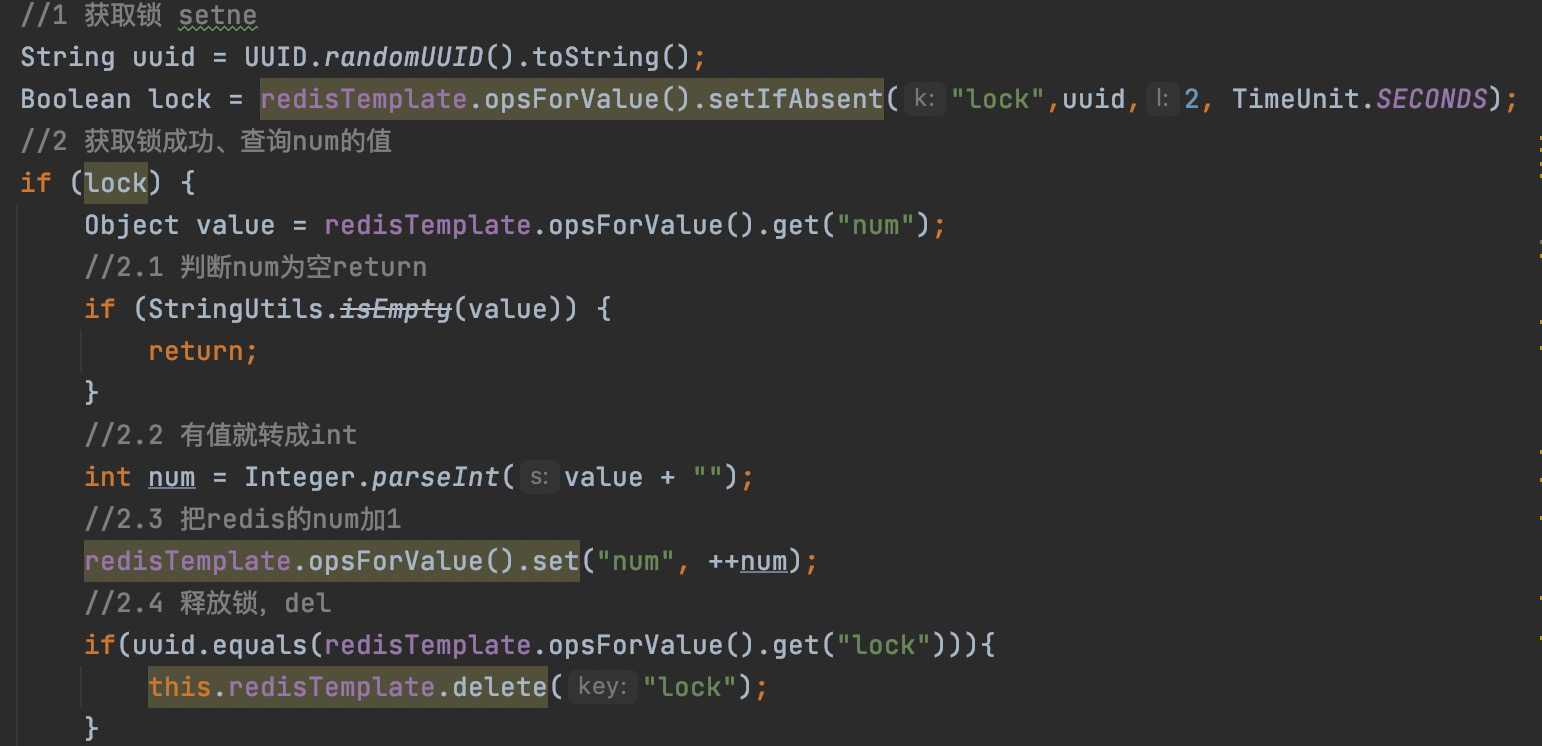 //1 获取锁 setne
String uuid = UUID.randomUUID().toString();
Boolean lock = redisTemplate.opsForValue().setIfAbsent( k: "lock",uuid, l: 2, TimeUnit.SECONDS);
//2 获取锁成功、查询num的值
if (lock) {
    Object value = redisTemplate.opsForValue().get("num");
    //2.1 判断num为空return
    if (StringUtils.isEmpty(value)) {
        return;
    }
    //2.2 有值就转成int
    int num = Integer.parseInt( s: value + "");
    //2.3 把redis的num加1
    redisTemplate.opsForValue().set("num", ++num);
    //2.4 释放锁，del
    if(uuid.equals(redisTemplate.opsForValue().get("lock"))){
        this.redisTemplate.delete( key: "lock");
    }